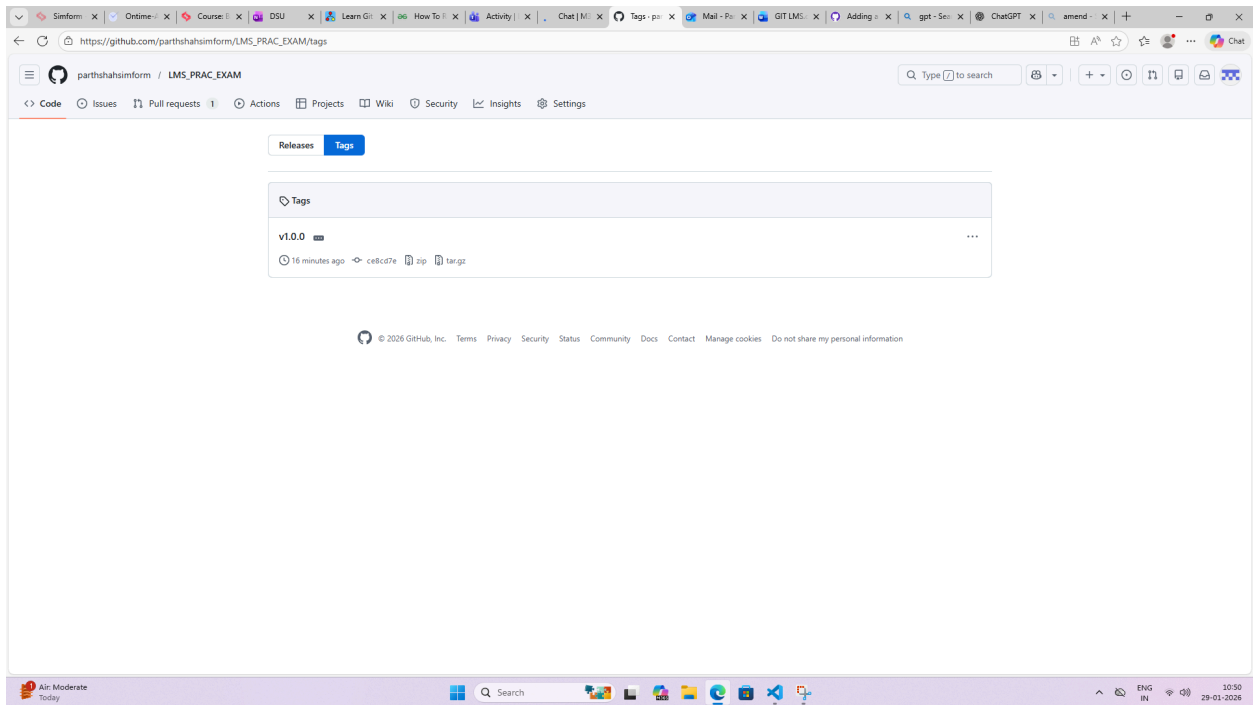 Simform
Ontime-A
Course: E
DSU
Learn Git
How To R
Activity |
Chat | M
Tags · par
Mail - Par
GIT LMS.
Adding a
gpt - Sea
ChatGPT
amend -
https://github.com/parthshahsimform/LMS_PRAC_EXAM/tags
Chat
parthshahsimform / LMS_PRAC_EXAM
Type / to search
Code Issues Pull requests 1 Actions Projects Wiki Security Insights Settings
Releases Tags
Tags
v1.0.0
16 minutes ago ce8cd7e zip tar.gz
© 2026 GitHub, Inc. Terms Privacy Security Status Community Docs Contact Manage cookies Do not share my personal information
1
Air: Moderate
Today
Search
ENG
IN
10:50
29-01-2026